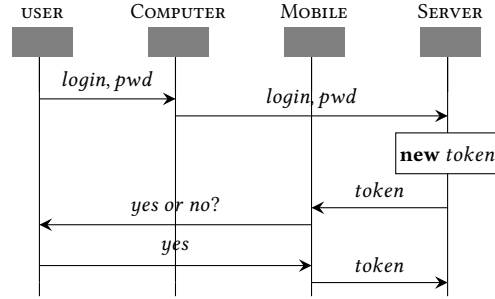 USER COMPUTER MOBILE SERVER
login, pwd
login, pwd
new token
token
yes or no?
yes
token